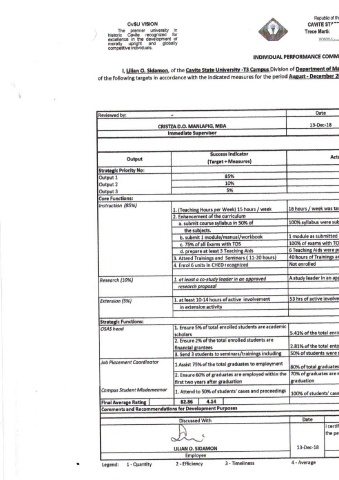 CvSU VISION
The premier university in
historic Cavite recognized for
excellence in the development of
morally upright and globally
competitive individuals.
Republic of th
CAVITE ST
Trece Marti
INDIVIDUAL PERFORMANCE COMM
I, Lilian O. Sidamon, of the Cavite State University -T3 Campus Division of Department of Ma
of the following targets in accordance with the indicated measures for the period August - December 2
Reviewed by: Date
CRISTZA D.O. MANLAPIG, MBA 13-Dec-18
Immediate Supervisor
Output Success Indicator Actu
(Target + Measures)
Strategic Priority No:
Output 1 85%
Output 2 10%
Output 3 5%
Core Functions:
Instruction (85%) 1. (Teaching Hours per Week) 15 hours / week 16 hours / week was ta
2. Enhancement of the curriculum
a. submit course syllabus in 50% of 100% syllabus were sub
the subjects.
b. submit 1 module/manual/workbook 1 module as submitted
c. 75% of all Exams with TOS 100% of exams with TO
d. prepare at least 3 Teaching Aids 6 Teaching Aids were p
3. Attend Trainings and Seminars (11-20 hours) 40 hours of Trainings a
4. Enrol 6 units in CHED recognized Not enrolled
Research (10%) 1. at least a co-study leader in an approved A study leader in an ap
research proposal
Extension (5%) 1. at least 10-14 hours of active involvement 33 hrs of active involve
in extension activity
Strategic Functions:
OSAS head 1. Ensure 5% of total enrolled students are academic
scholars 5.41% of the total enro
2. Ensure 2% of the total enrolled students are
financial grantees 2.81% of the total enro
3. Send 3 students to seminars/trainings including 50% of students were
Job Placement Coordinator 1.Assist 75% of the total graduates to employment 80% of total graduates
2. Ensure 60% of graduates are employed within the 70% of graduates are
first two years after graduation graduation
Campus Student Misdemeanor 1. Attend to 50% of students' cases and proceedings 100% of students' cases
Final Average Rating 82.86 4.14
Comments and Recommendations for Development Purposes
Discussed With Date
I certif
the pe
LILIAN O. SIDAMON 13-Dec-18
Employee
Legend: 1 - Quantity 2 - Efficiency 3 - Timeliness 4 - Average